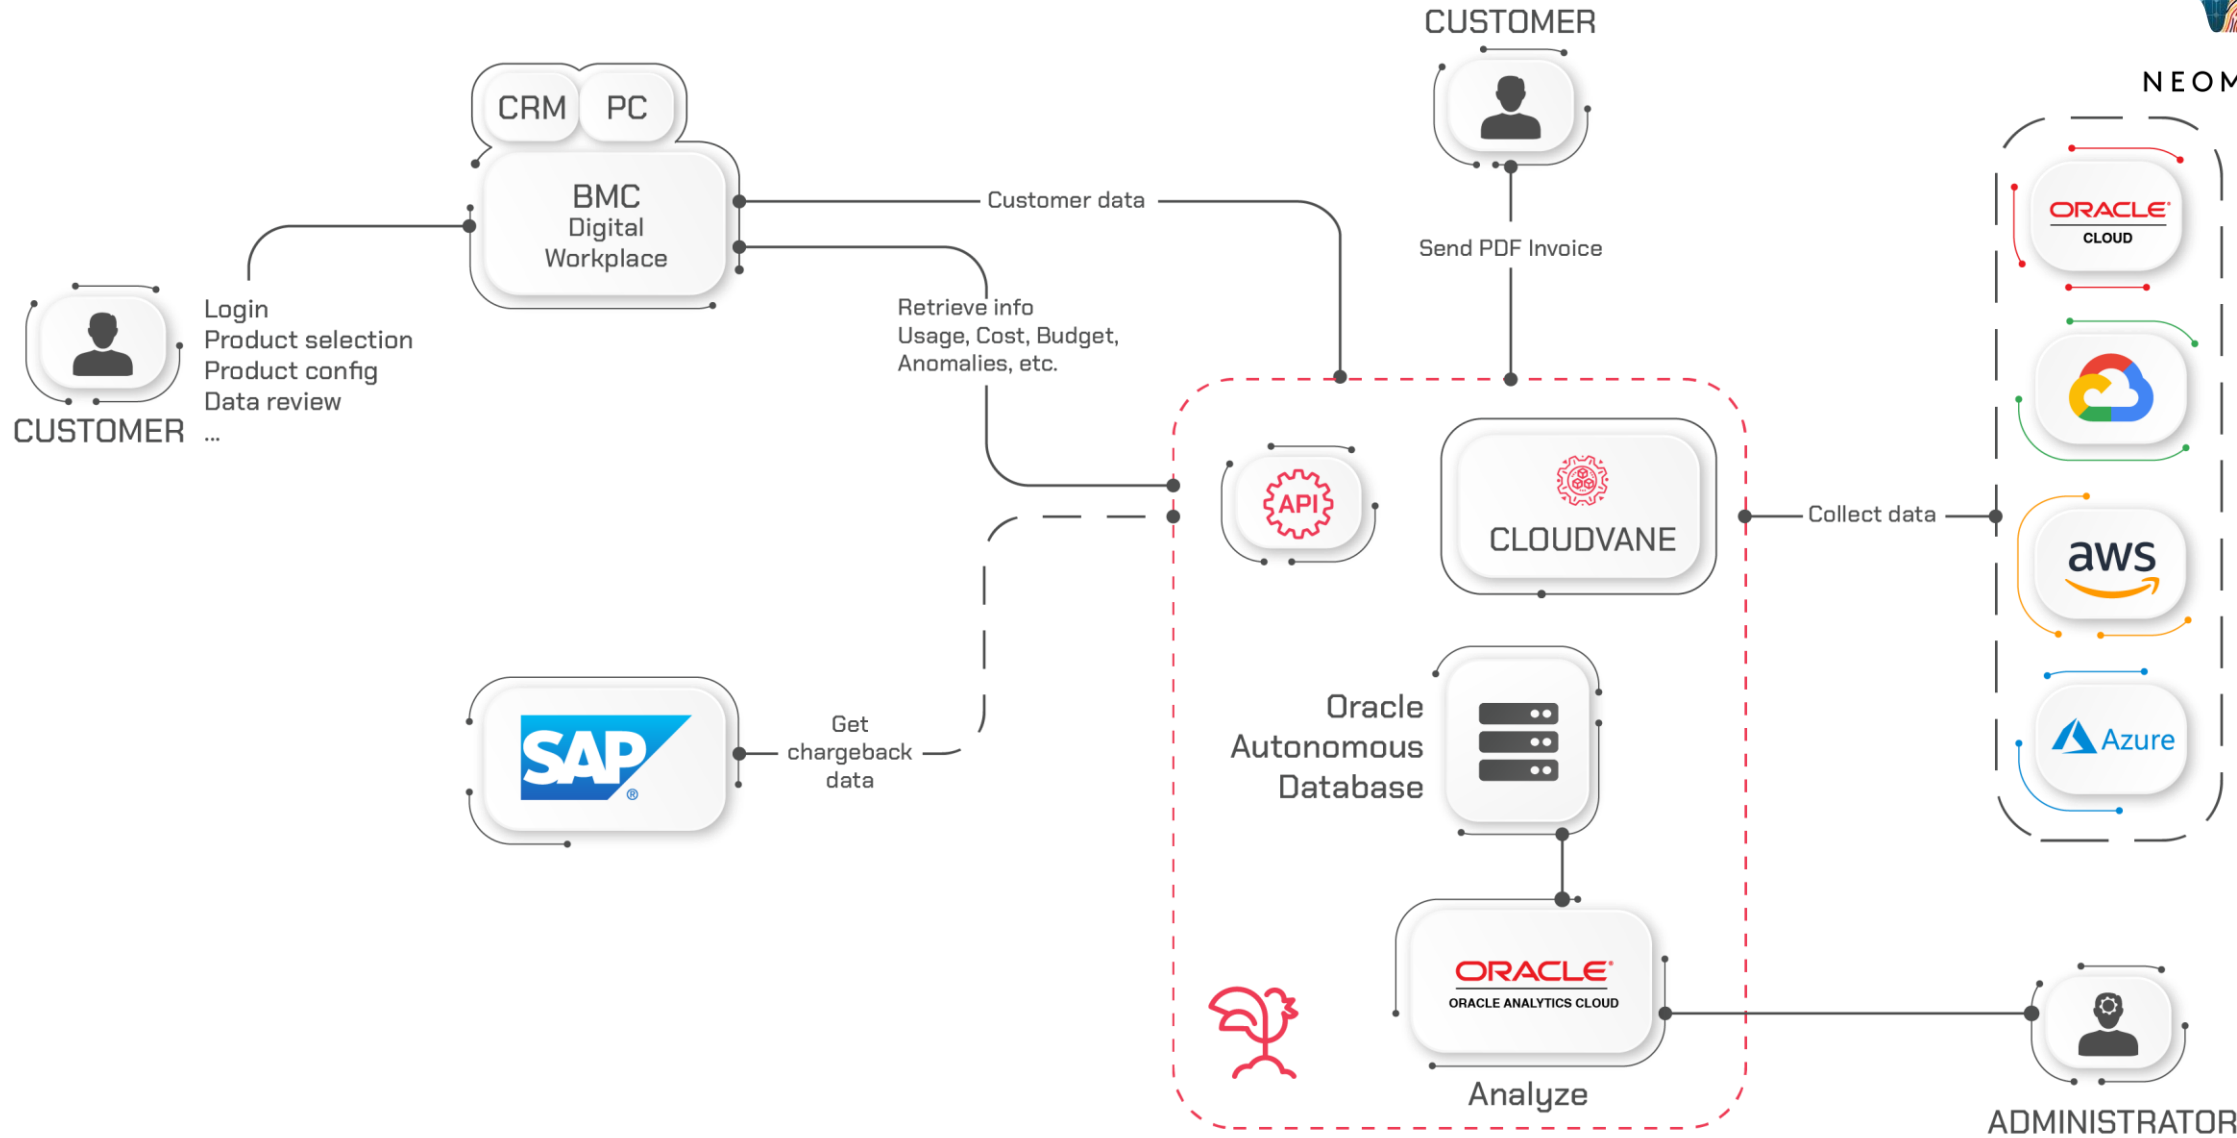 CUSTOMER
NEOM
CRM
PC
BMC
Digital
Workplace
Customer data
Send PDF Invoice
ORACLE
CLOUD
Login
Product selection
Product config
Data review
...
CUSTOMER
Retrieve info
Usage, Cost, Budget,
Anomalies, etc.
API
CLOUDVANE
Collect data
aws
Azure
SAP®
Get
chargeback
data
Oracle
Autonomous
Database
ORACLE
ORACLE ANALYTICS CLOUD
Analyze
ADMINISTRATOR